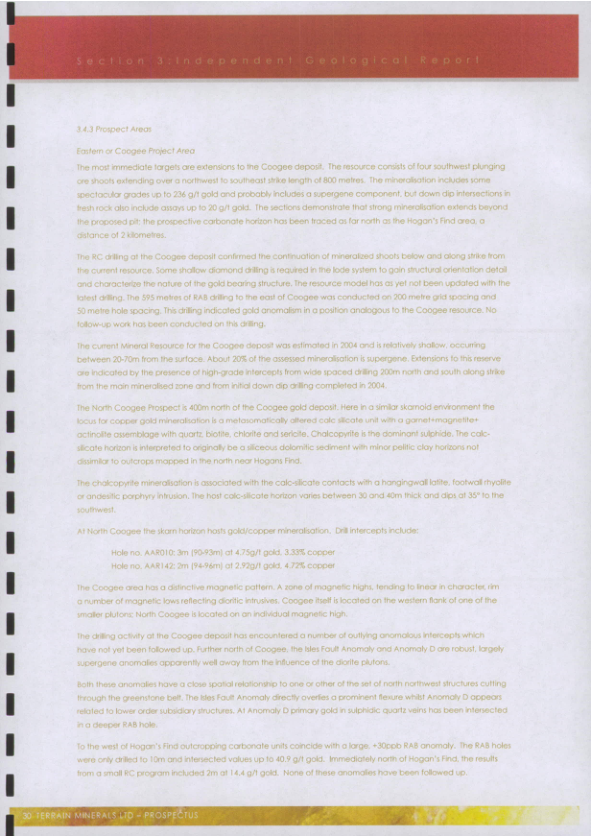 Section 3:Independent Geological Report
3.4.3 Prospect Areas
Eastern or Coogee Project Area
The most immediate targets are extensions to the Coogee deposit. The resource consists of four southwest plunging
ore shoots extending over a northwest to southeast strike length of 800 metres. The mineralisation includes some
spectacular grades up to 236 g/t gold and probably includes a supergene component, but down dip intersections in
fresh rock also include assays up to 20 g/t gold. The sections demonstrate that strong mineralisation extends beyond
the proposed pit; the prospective carbonate horizon has been traced as far north as the Hogan's Find area, a
distance of 2 kilometres.
The RC drilling at the Coogee deposit confirmed the continuation of mineralized shoots below and along strike from
the current resource. Some shallow diamond drilling is required in the lode system to gain structural orientation detail
and characterize the nature of the gold bearing structure. The resource model has as yet not been updated with the
latest drilling. The 595 metres of RAB drilling to the east of Coogee was conducted on 200 metre grid spacing and
50 metre hole spacing. This drilling indicated gold anomalism in a position analogous to the Coogee resource. No
follow-up work has been conducted on this drilling.
The current Mineral Resource for the Coogee deposit was estimated in 2004 and is relatively shallow, occurring
between 20-70m from the surface. About 20% of the assessed mineralisation is supergene. Extensions to this reserve
are indicated by the presence of high-grade intercepts from wide spaced drilling 200m north and south along strike
from the main mineralised zone and from initial down dip drilling completed in 2004.
The North Coogee Prospect is 400m north of the Coogee gold deposit. Here in a similar skarnoid environment the
locus for copper gold mineralisation is a metasomatically altered calc silicate unit with a garnet+magnetite+
actinolite assemblage with quartz, biotite, chlorite and sericite. Chalcopyrite is the dominant sulphide. The calc-
silicate horizon is interpreted to originally be a siliceous dolomitic sediment with minor pelitic clay horizons not
dissimilar to outcrops mapped in the north near Hogans Find.
The chalcopyrite mineralisation is associated with the calc-silicate contacts with a hangingwall latite, footwall rhyolite
or andesitic porphyry intrusion. The host calc-silicate horizon varies between 30 and 40m thick and dips at 35° to the
southwest.
At North Coogee the skarn horizon hosts gold/copper mineralisation. Drill intercepts include:
Hole no. AAR010: 3m (90-93m) at 4.75g/t gold, 3.33% copper
Hole no. AAR142: 2m (94-96m) at 2.92g/t gold, 4.72% copper
The Coogee area has a distinctive magnetic pattern. A zone of magnetic highs, tending to linear in character, rim
a number of magnetic lows reflecting dioritic intrusives. Coogee itself is located on the western flank of one of the
smaller plutons; North Coogee is located on an individual magnetic high.
The drilling activity at the Coogee deposit has encountered a number of outlying anomalous intercepts which
have not yet been followed up. Further north of Coogee, the Isles Fault Anomaly and Anomaly D are robust, largely
supergene anomalies apparently well away from the influence of the diorite plutons.
Both these anomalies have a close spatial relationship to one or other of the set of north northwest structures cutting
through the greenstone belt. The Isles Fault Anomaly directly overlies a prominent flexure whilst Anomaly D appears
related to lower order subsidiary structures. At Anomaly D primary gold in sulphidic quartz veins has been intersected
in a deeper RAB hole.
To the west of Hogan's Find outcropping carbonate units coincide with a large, +30ppb RAB anomaly. The RAB holes
were only drilled to 10m and intersected values up to 40.9 g/t gold. Immediately north of Hogan's Find, the results
from a small RC program included 2m at 14.4 g/t gold. None of these anomalies have been followed up.
30 TERRAIN MINERALS LTD – PROSPECTUS